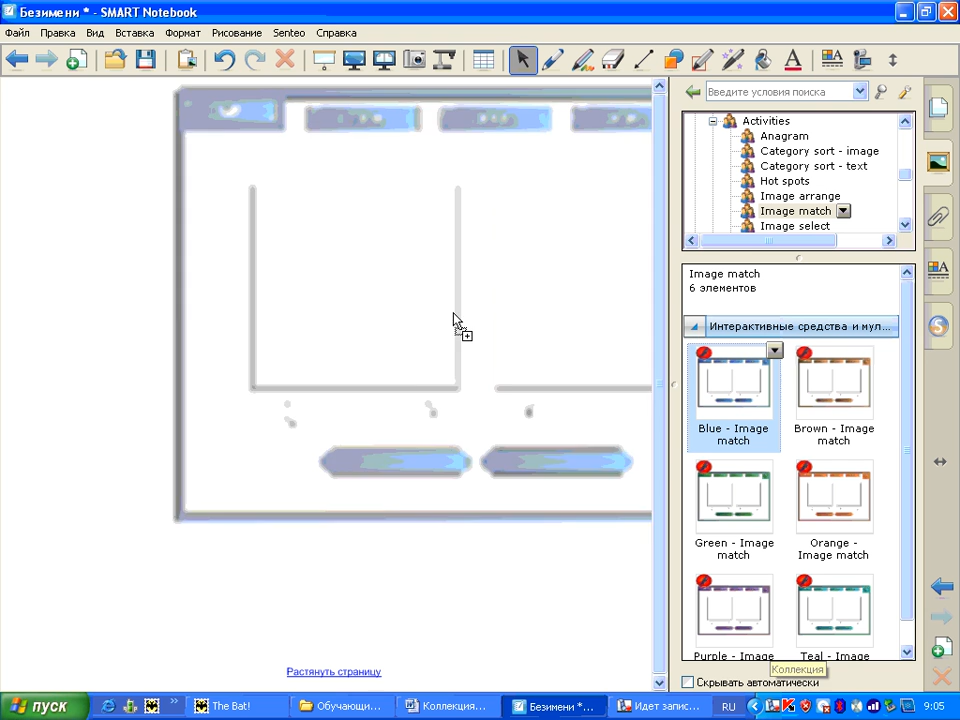 Безимени * - SMART Notebook
Файл Правка Вид Вставка Формат Рисование Senteo Справка
Введите условия поиска
Activities
Anagram
Category sort - image
Category sort - text
Hot spots
Image arrange
Image match
Image select
Image match
6 элементов
Интерактивные средства и мул...
Blue - Image match
Brown - Image match
Green - Image match
Orange - Image match
Purple - Image
Teal - Image
Коллекция
Скрывать автоматически
Растянуть страницу
пуск
The Bat!
Обучающи...
Коллекция...
Безимени *...
Идет запис...
RU
9:05